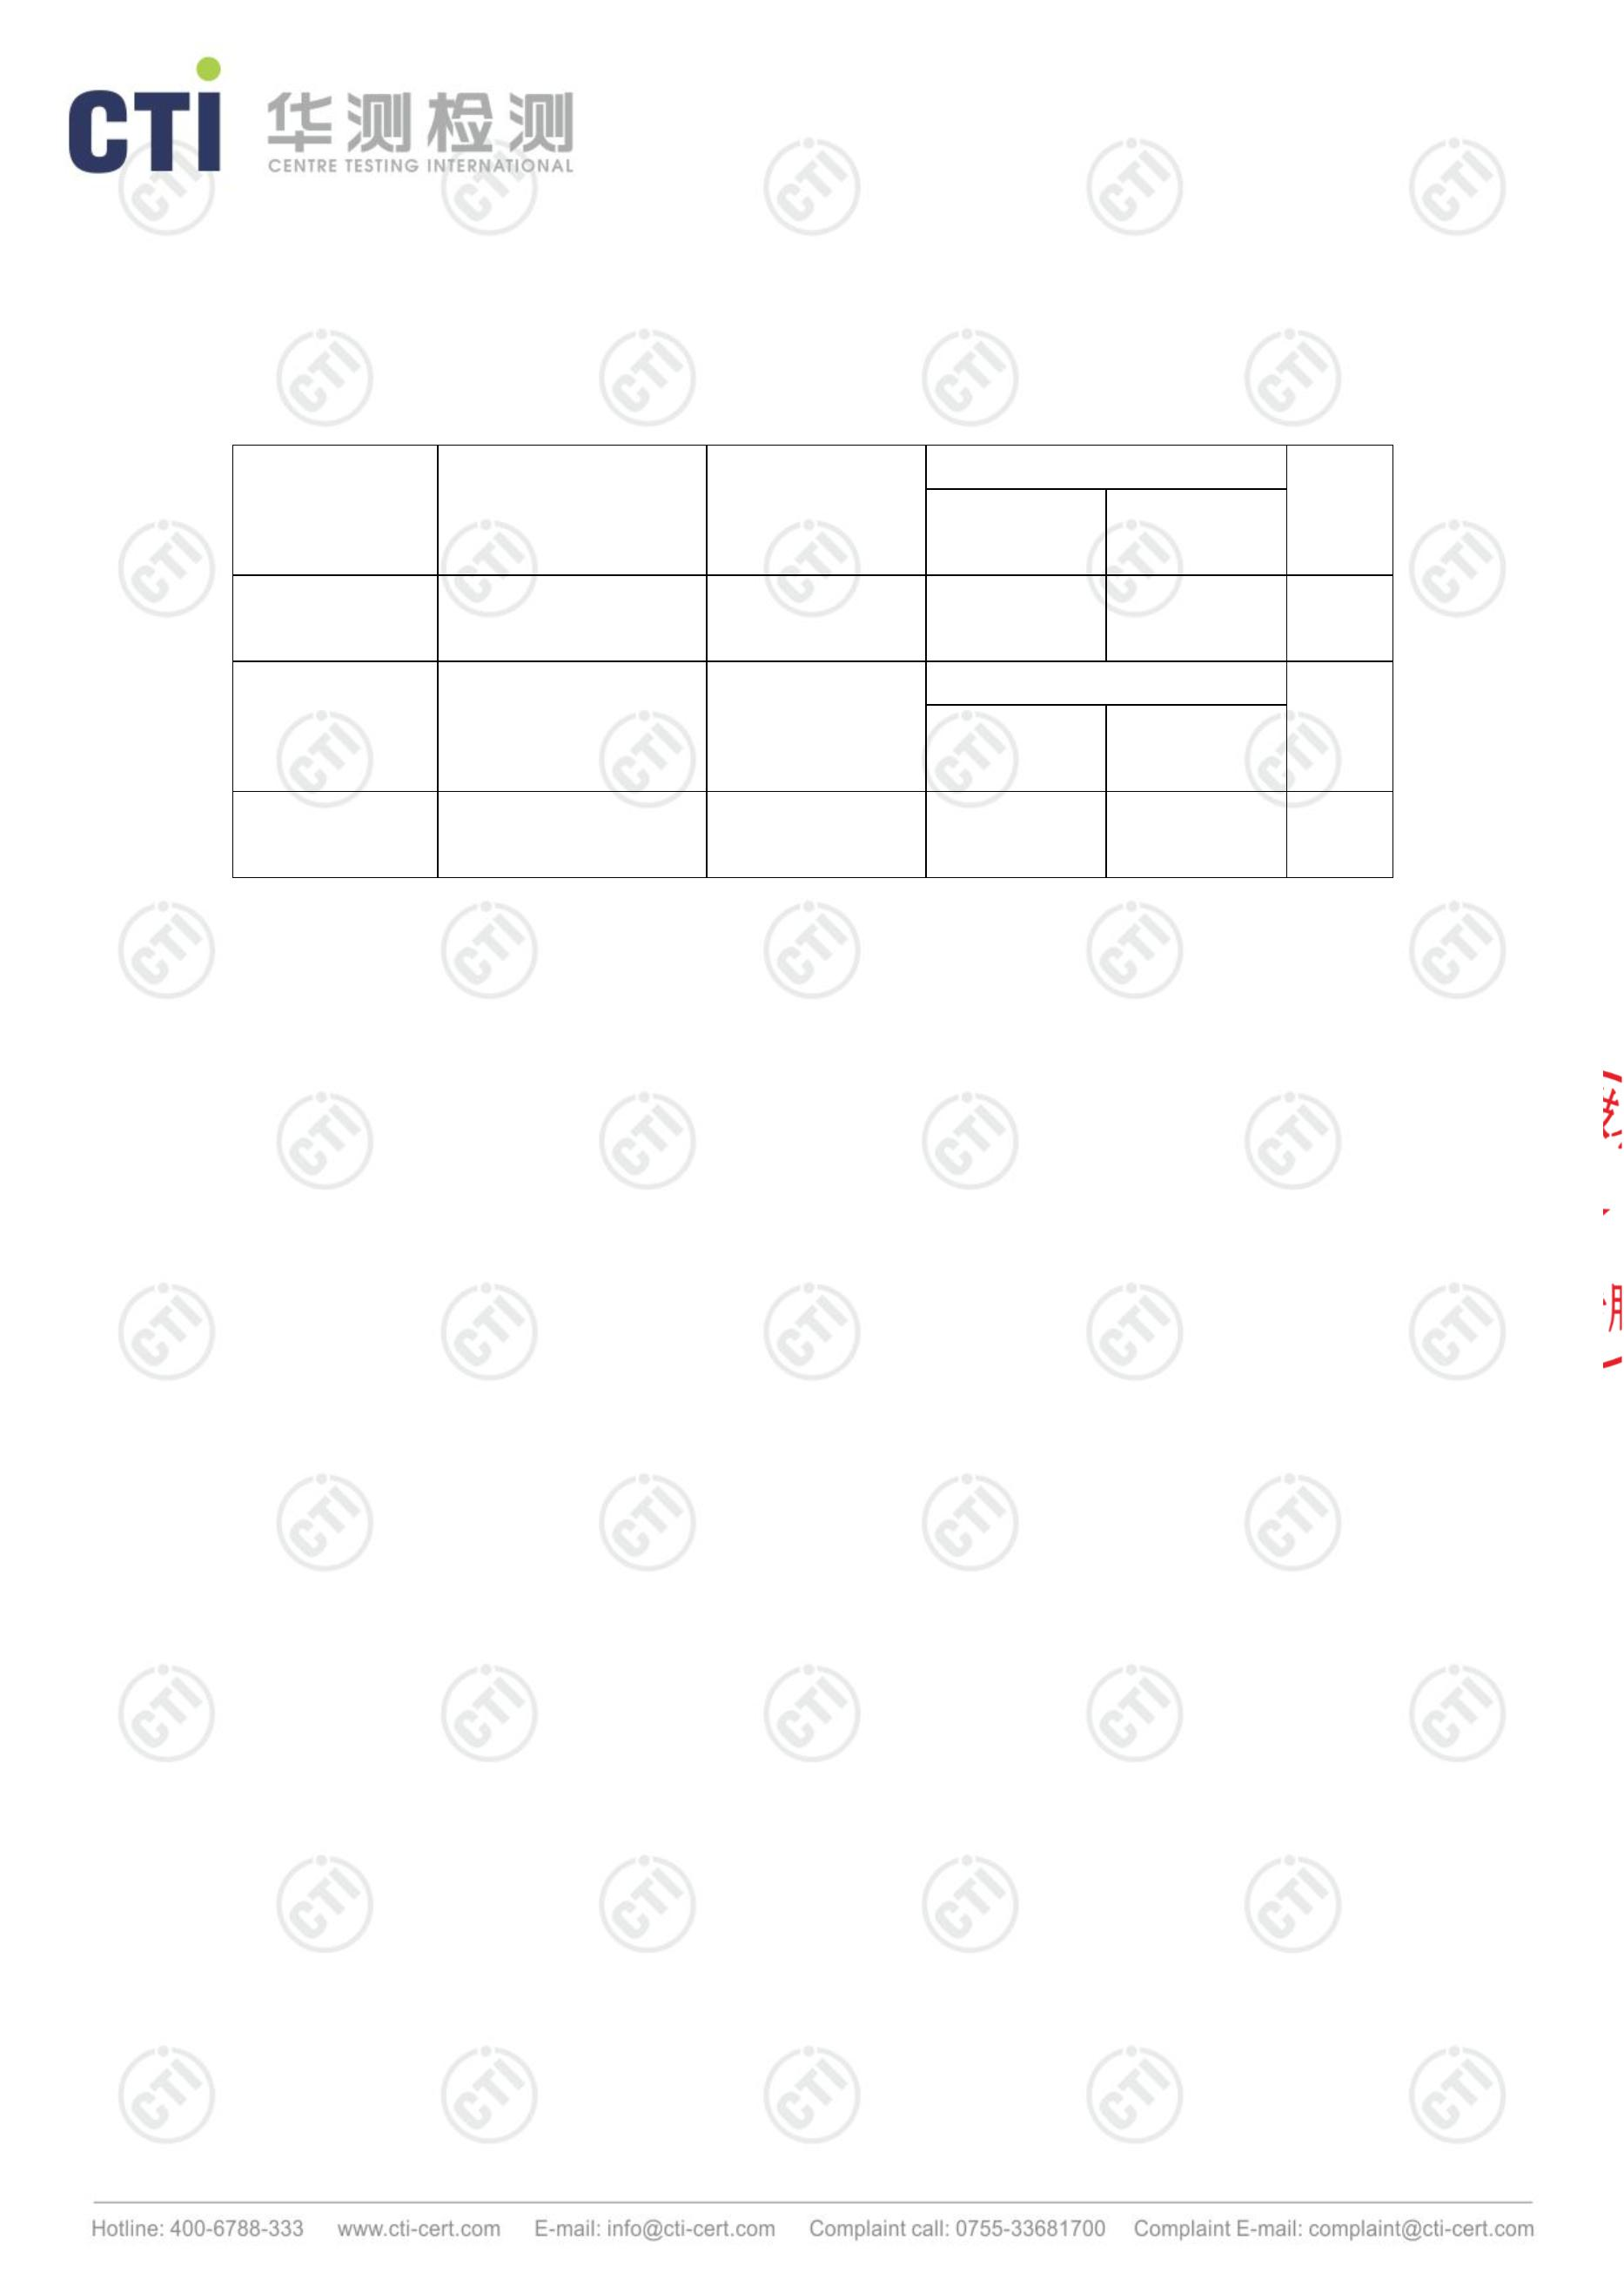 CTI 华测检测
CENTRE TESTING INTERNATIONAL
Hotline: 400-6788-333 www.cti-cert.com E-mail: info@cti-cert.com Complaint call: 0755-33681700 Complaint E-mail: complaint@cti-cert.com